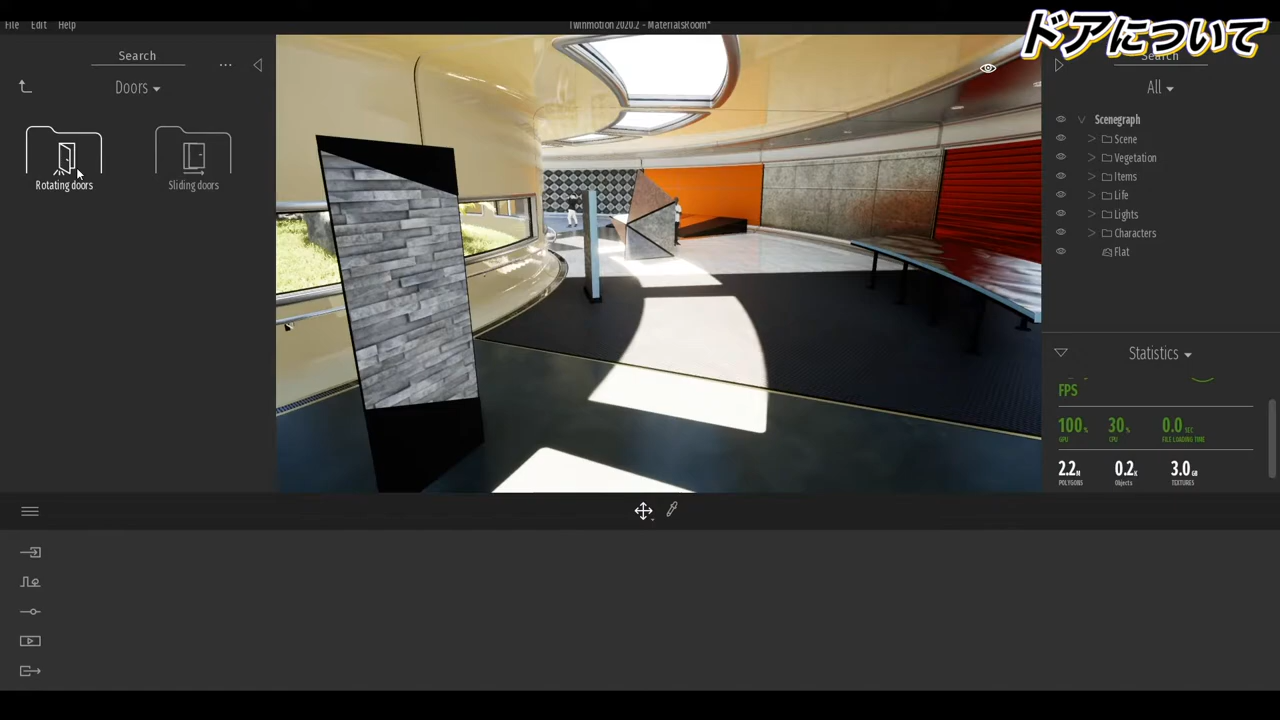 ドアについて
File Edit Help
Twinmotion 2020.2 - MaterialsRoom*
Search
...
Doors
Rotating doors
Sliding doors
Search
All
Scenegraph
Scene
Vegetation
Items
Life
Lights
Characters
Flat
Statistics
FPS
100% 30% 0.0 SEC
GPU CPU FILE LOADING TIME
2.2M 0.2K 3.0GB
POLYGONS Objects TEXTURES